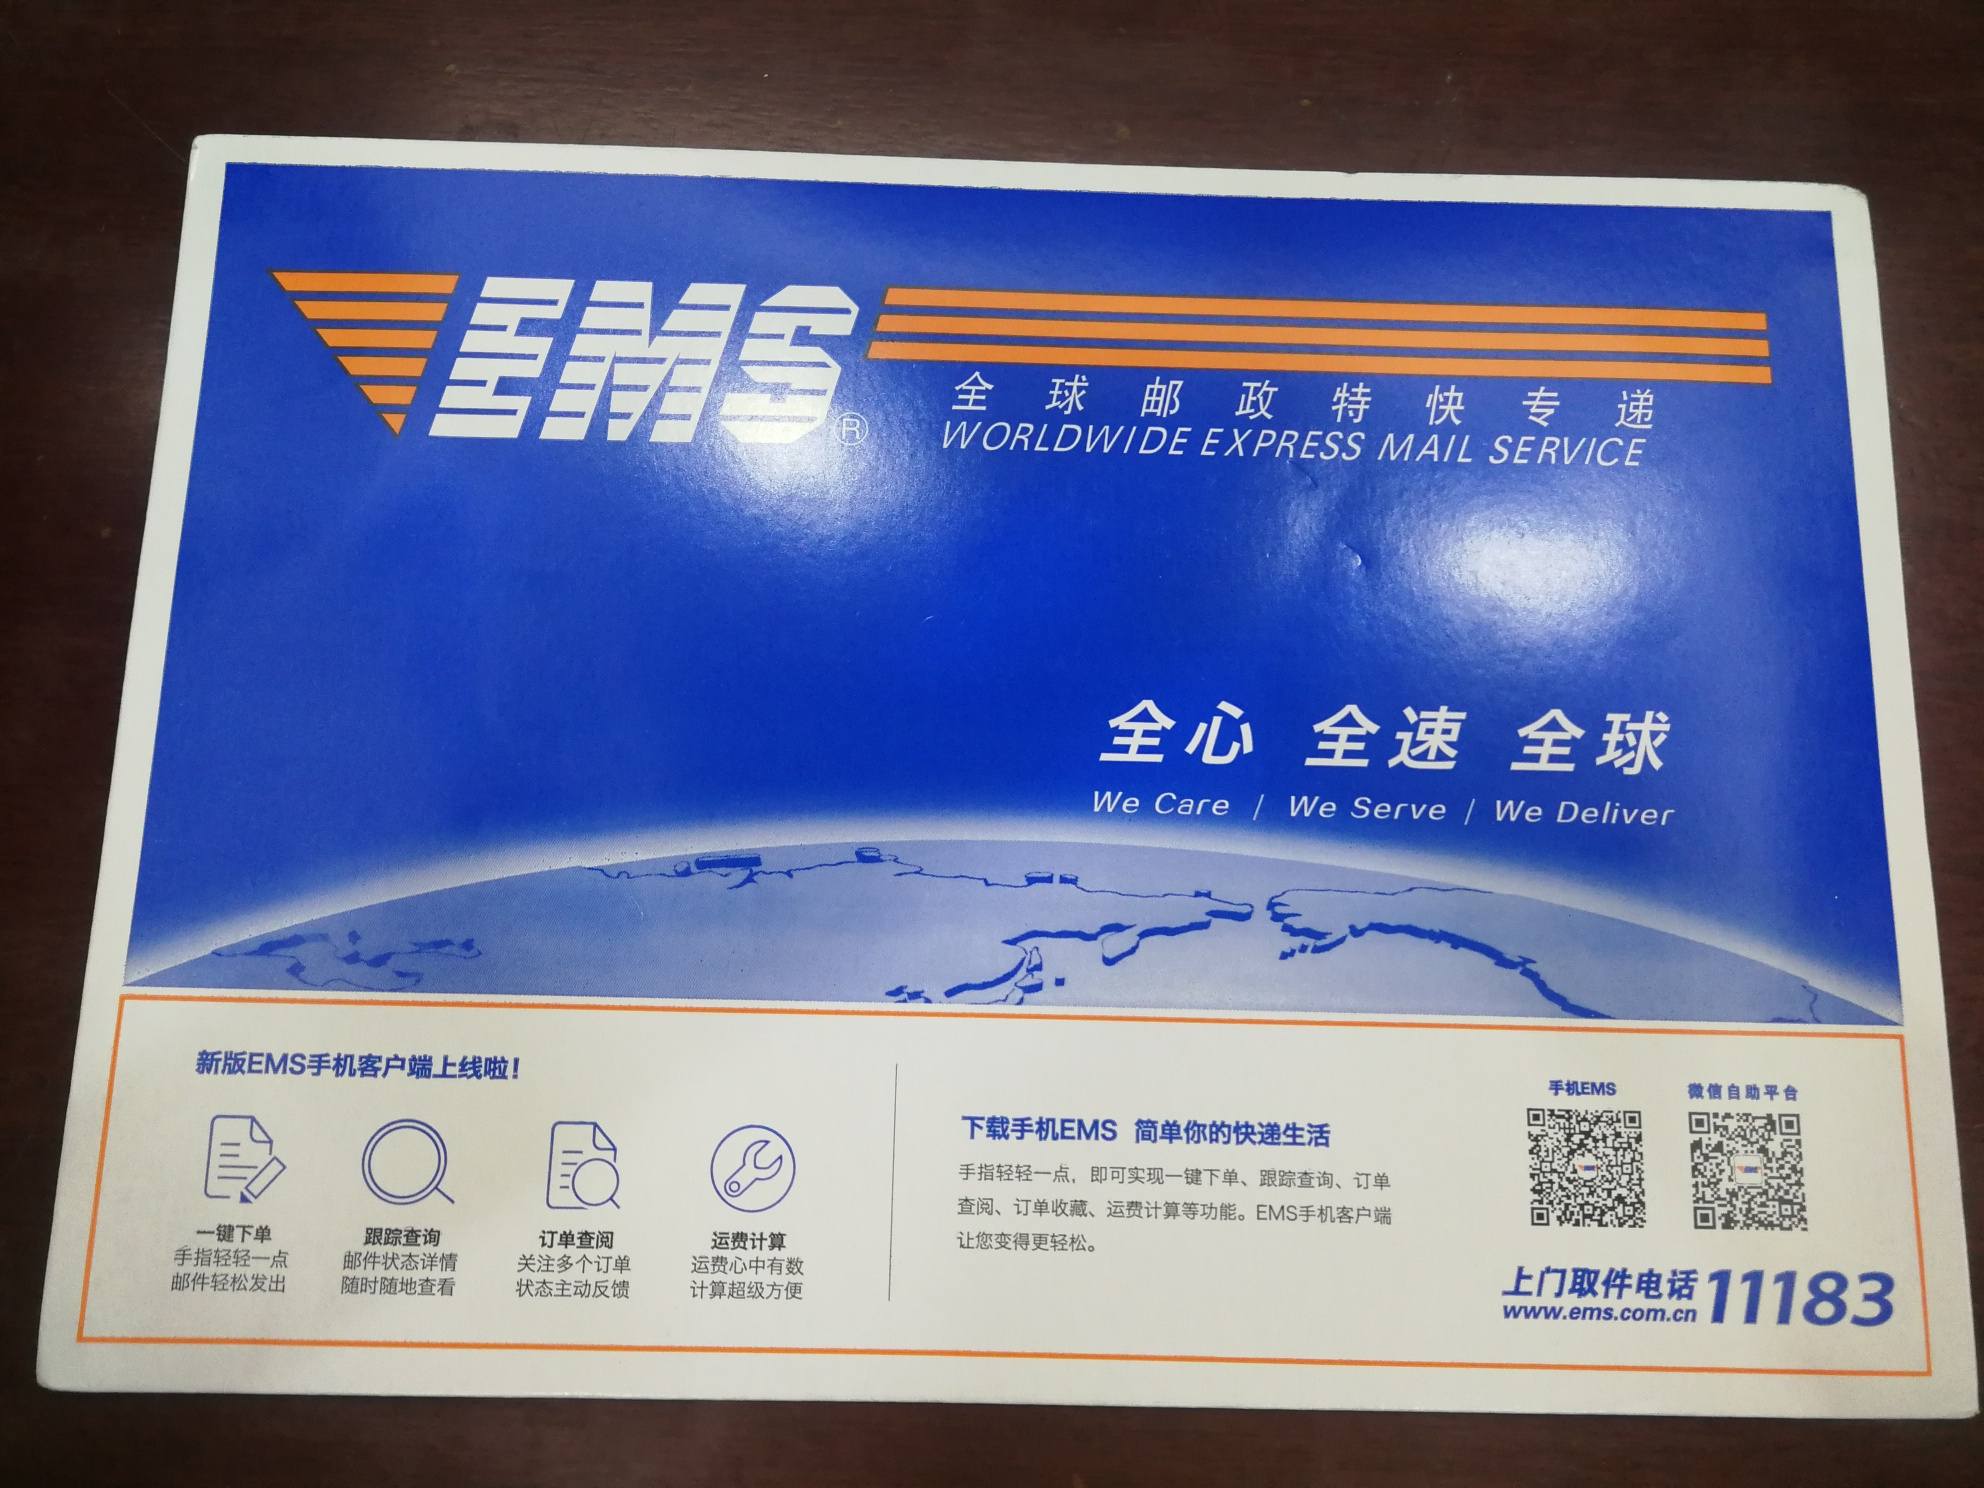 EMS®
全球邮政特快专递
WORLDWIDE EXPRESS MAIL SERVICE
全心 全速 全球
We Care / We Serve / We Deliver
新版EMS手机客户端上线啦！
一键下单
手指轻轻一点
邮件轻松发出
跟踪查询
邮件状态详情
随时随地查看
订单查阅
关注多个订单
状态主动反馈
运费计算
运费心中有数
计算超级方便
下载手机EMS 简单你的快递生活
手指轻轻一点，即可实现一键下单、跟踪查询、订单
查阅、订单收藏、运费计算等功能。EMS手机客户端
让您变得更轻松。
手机EMS
微信自助平台
上门取件电话 11183
www.ems.com.cn